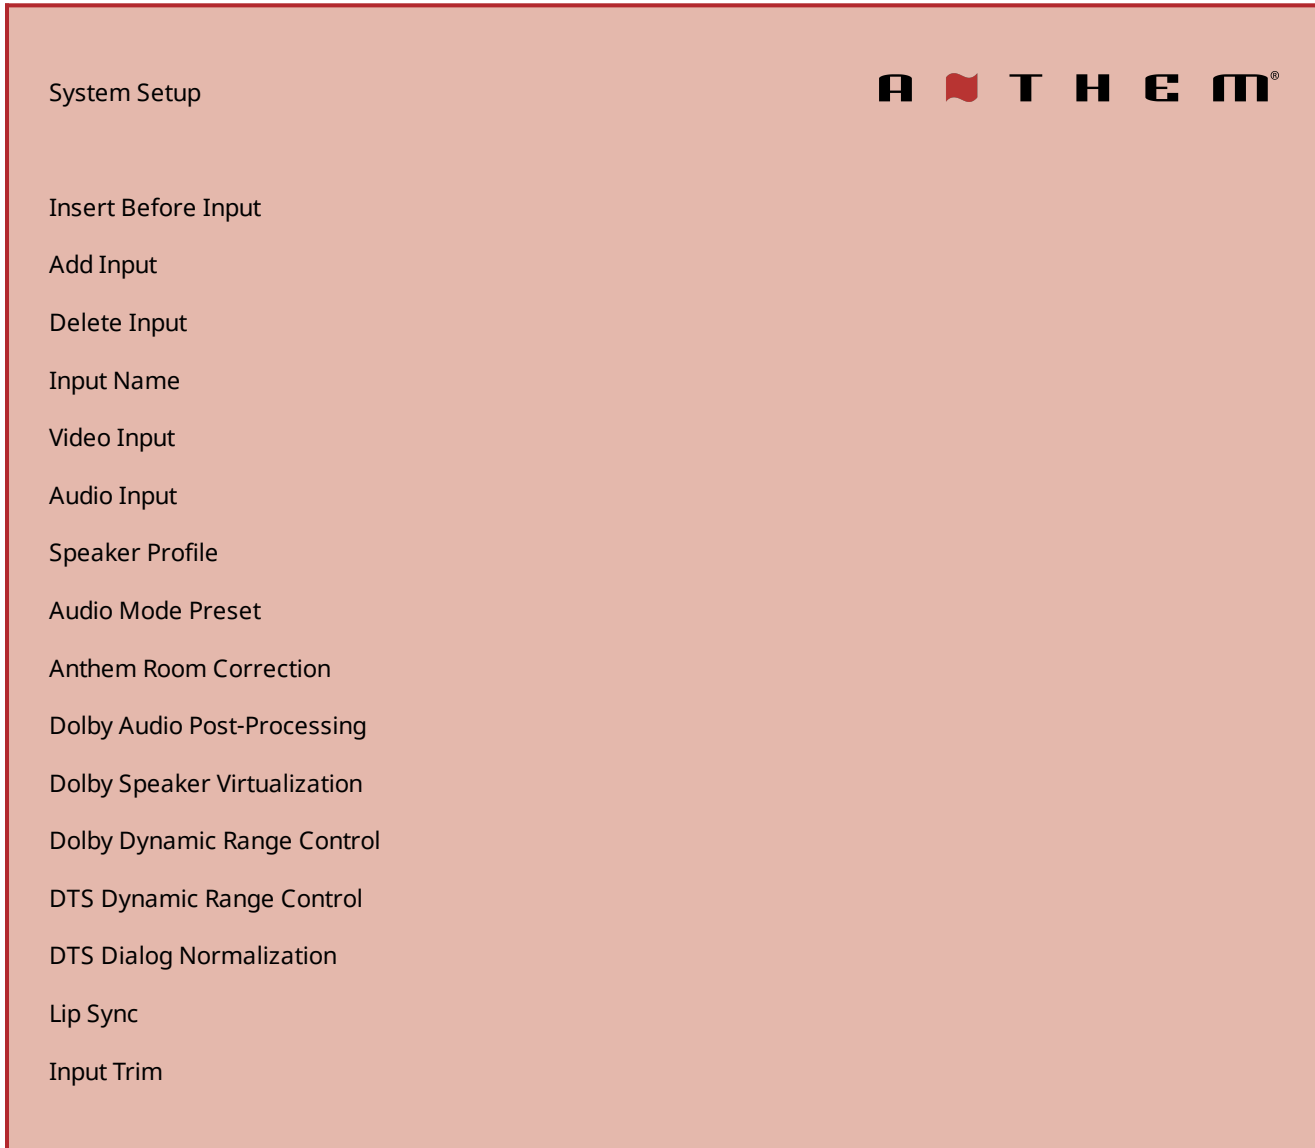 System Setup
ANTHEM®
Insert Before Input
Add Input
Delete Input
Input Name
Video Input
Audio Input
Speaker Profile
Audio Mode Preset
Anthem Room Correction
Dolby Audio Post-Processing
Dolby Speaker Virtualization
Dolby Dynamic Range Control
DTS Dynamic Range Control
DTS Dialog Normalization
Lip Sync
Input Trim